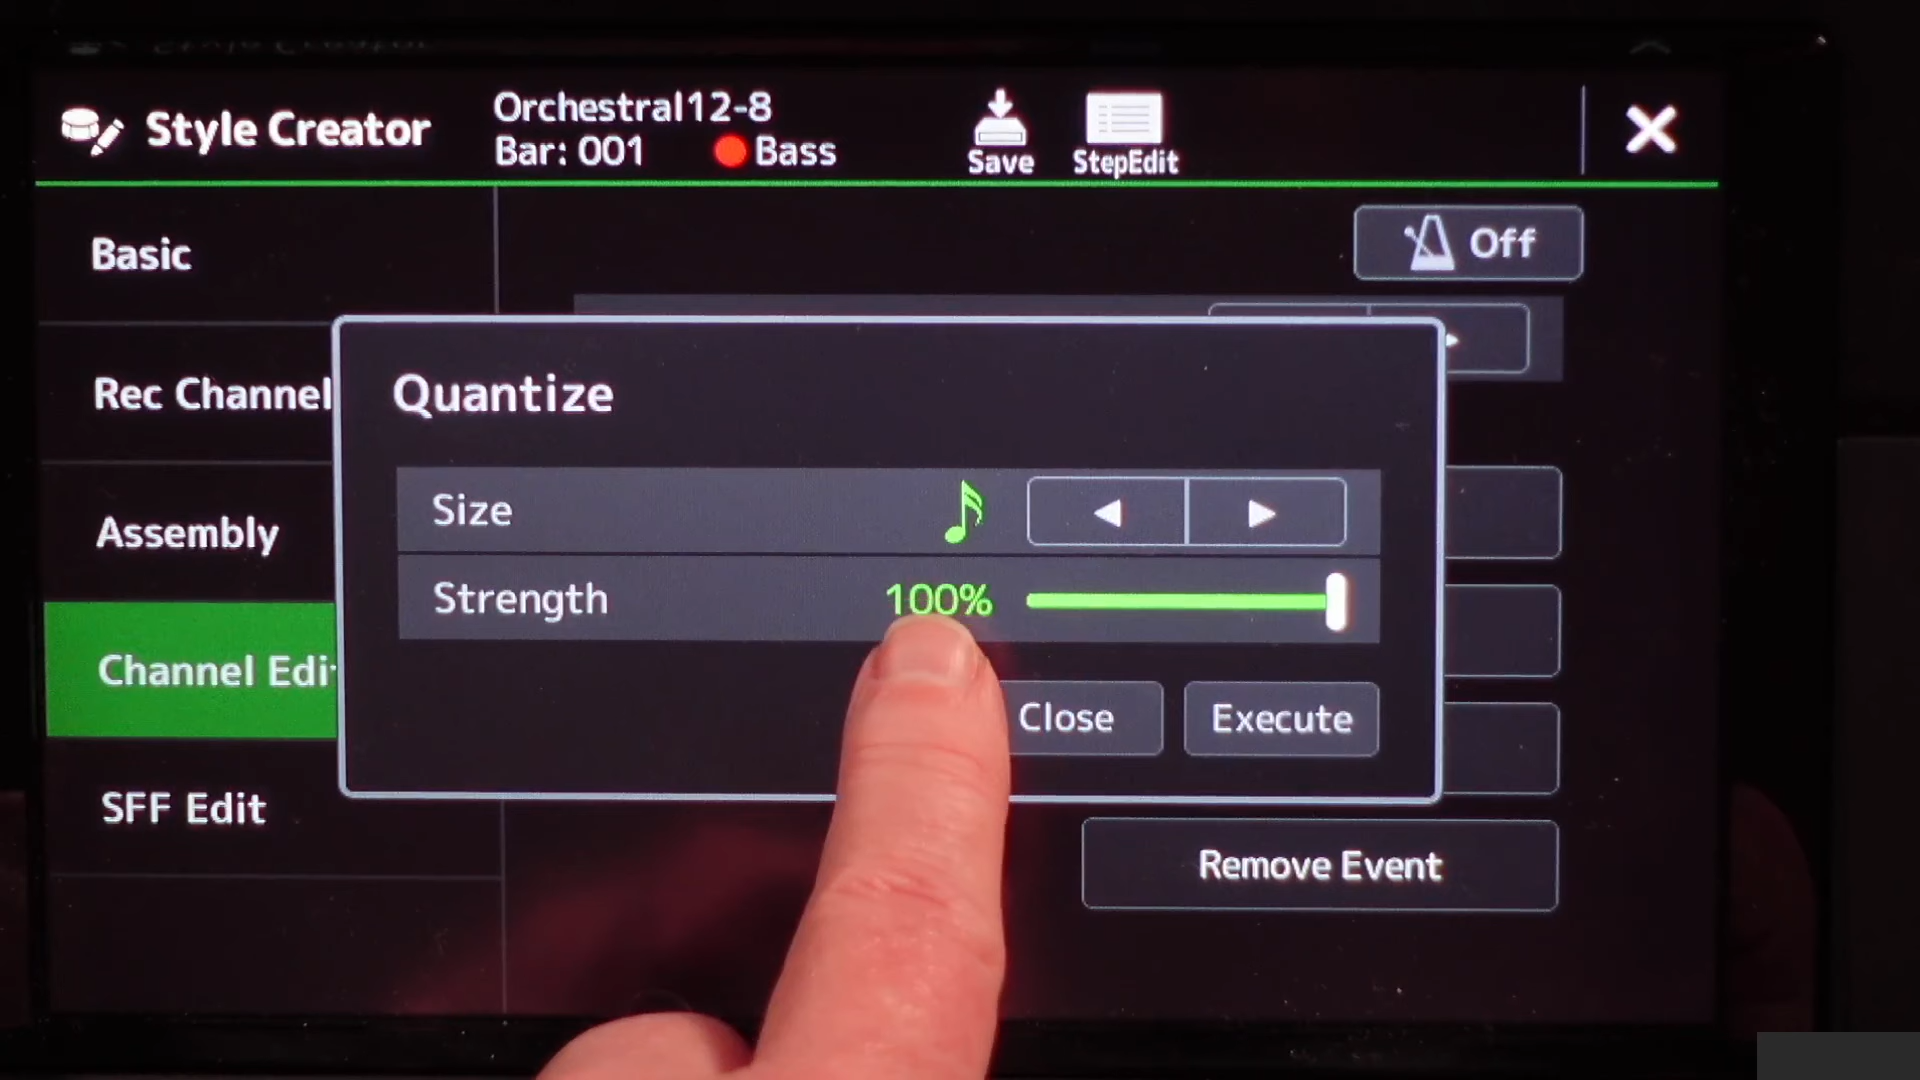 Style Creator
Orchestral12-8
Bar: 001 Bass
Save
StepEdit
Off
Basic
Rec Channel
Assembly
Channel Edi
SFF Edit
Quantize
Size
Strength 100%
Close
Execute
Remove Event